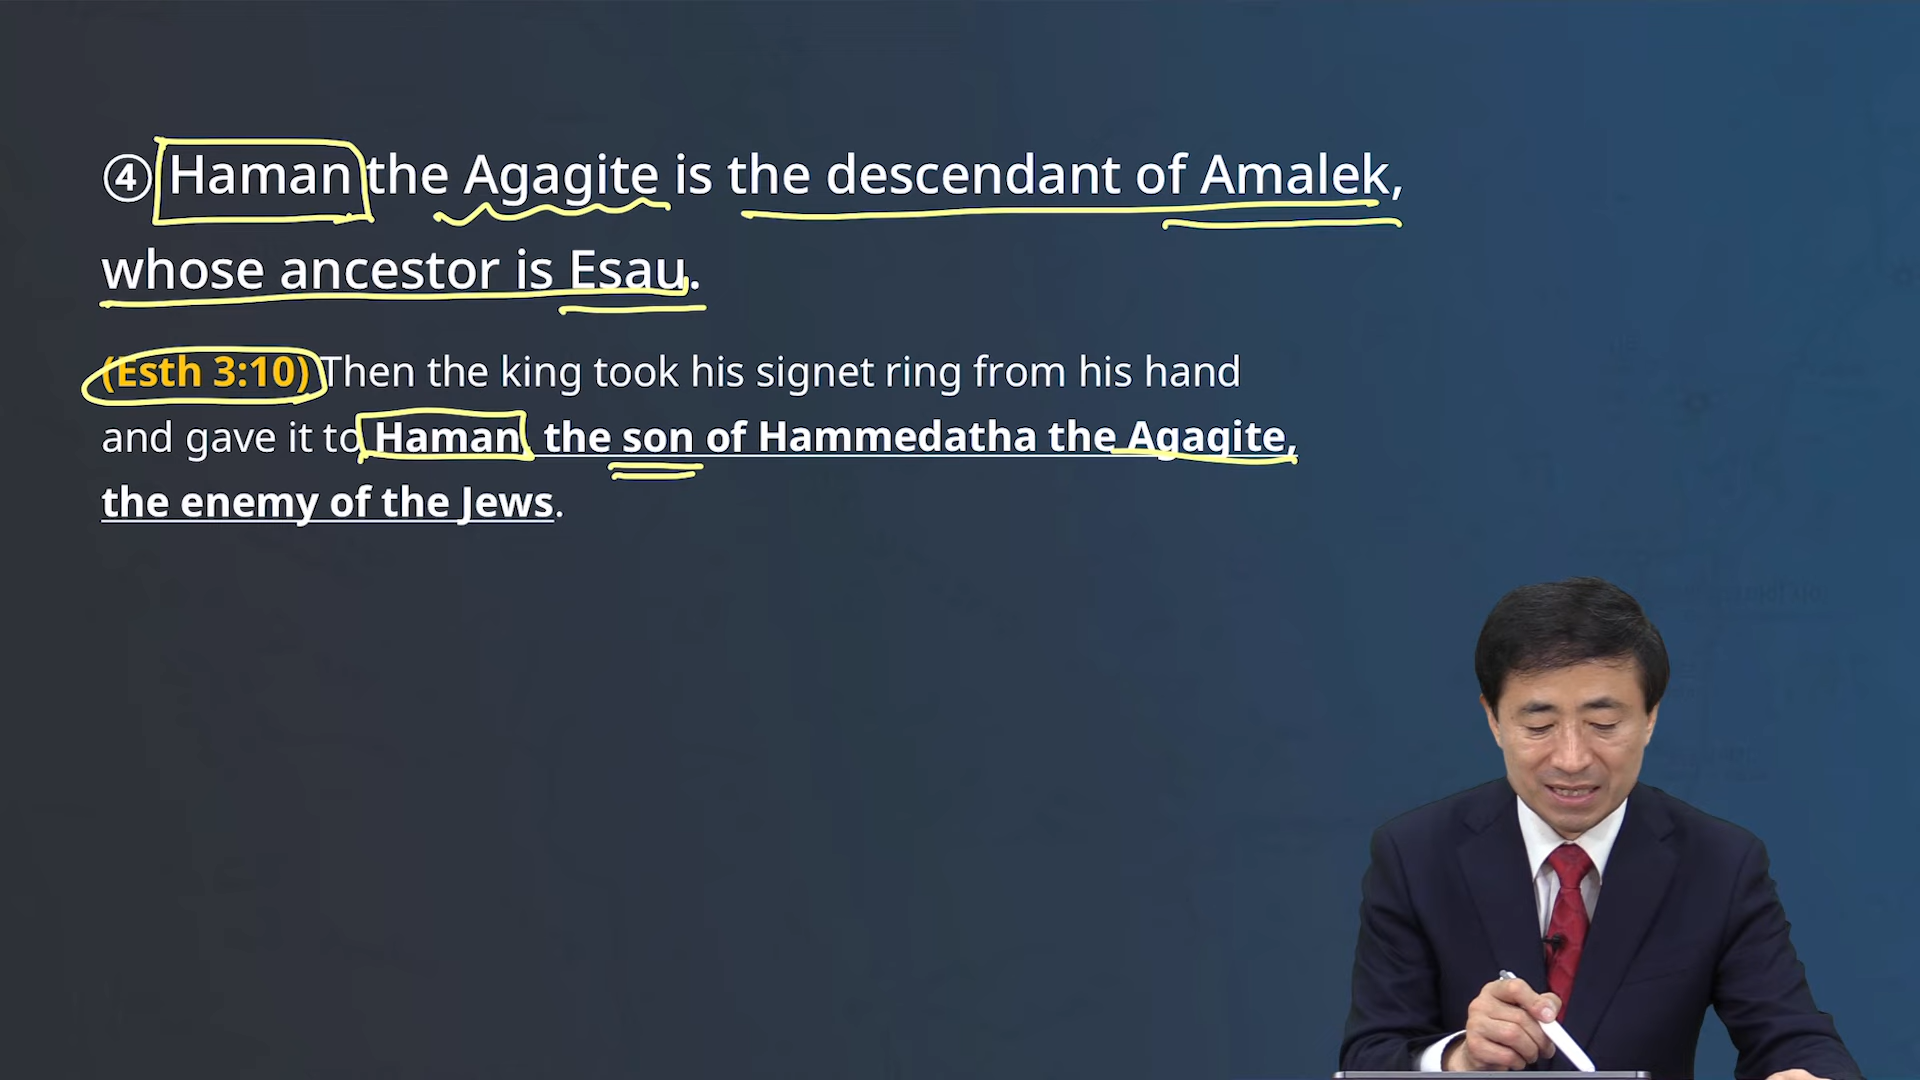 ④ Haman the Agagite is the descendant of Amalek,
whose ancestor is Esau.
(Esth 3:10) Then the king took his signet ring from his hand
and gave it to Haman, the son of Hammedatha the Agagite,
the enemy of the Jews.